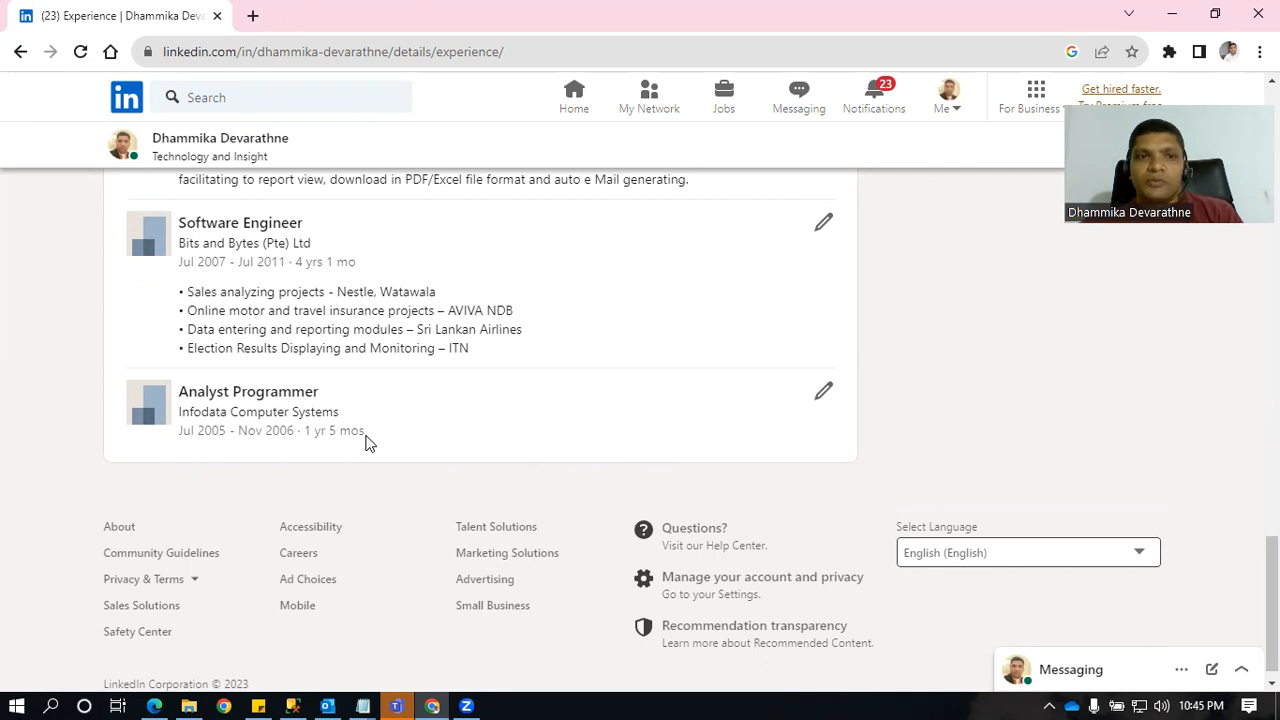 (23) Experience | Dhammika Deva
linkedin.com/in/dhammika-devarathne/details/experience/
in
Search
Home
My Network
Jobs
Messaging
23
Notifications
Me
For Business
Get hired faster.
Try Premium free
Dhammika Devarathne
Technology and Insight
Dhammika Devarathne
facilitating to report view, download in PDF/Excel file format and auto e Mail generating.
Software Engineer
Bits and Bytes (Pte) Ltd
Jul 2007 - Jul 2011 · 4 yrs 1 mo
• Sales analyzing projects - Nestle, Watawala
• Online motor and travel insurance projects – AVIVA NDB
• Data entering and reporting modules – Sri Lankan Airlines
• Election Results Displaying and Monitoring – ITN
Analyst Programmer
Infodata Computer Systems
Jul 2005 - Nov 2006 · 1 yr 5 mos
About
Community Guidelines
Privacy & Terms
Sales Solutions
Safety Center
Accessibility
Careers
Ad Choices
Mobile
Talent Solutions
Marketing Solutions
Advertising
Small Business
Questions?
Visit our Help Center.
Manage your account and privacy
Go to your Settings.
Recommendation transparency
Learn more about Recommended Content.
Select Language
English (English)
LinkedIn Corporation © 2023
Messaging
10:45 PM